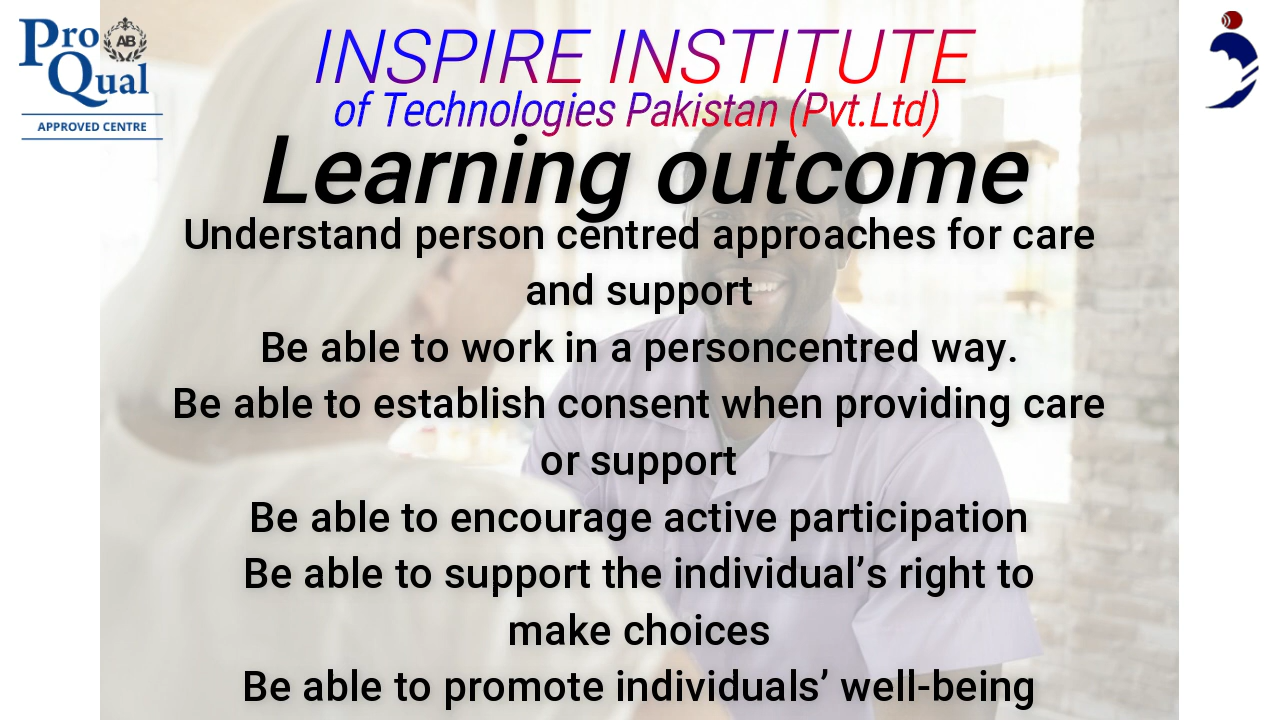 Pro
AB
Qual
APPROVED CENTRE
INSPIRE INSTITUTE
of Technologies Pakistan (Pvt.Ltd)
Learning outcome
Understand person centred approaches for care
and support
Be able to work in a personcentred way.
Be able to establish consent when providing care
or support
Be able to encourage active participation
Be able to support the individual’s right to
make choices
Be able to promote individuals’ well-being